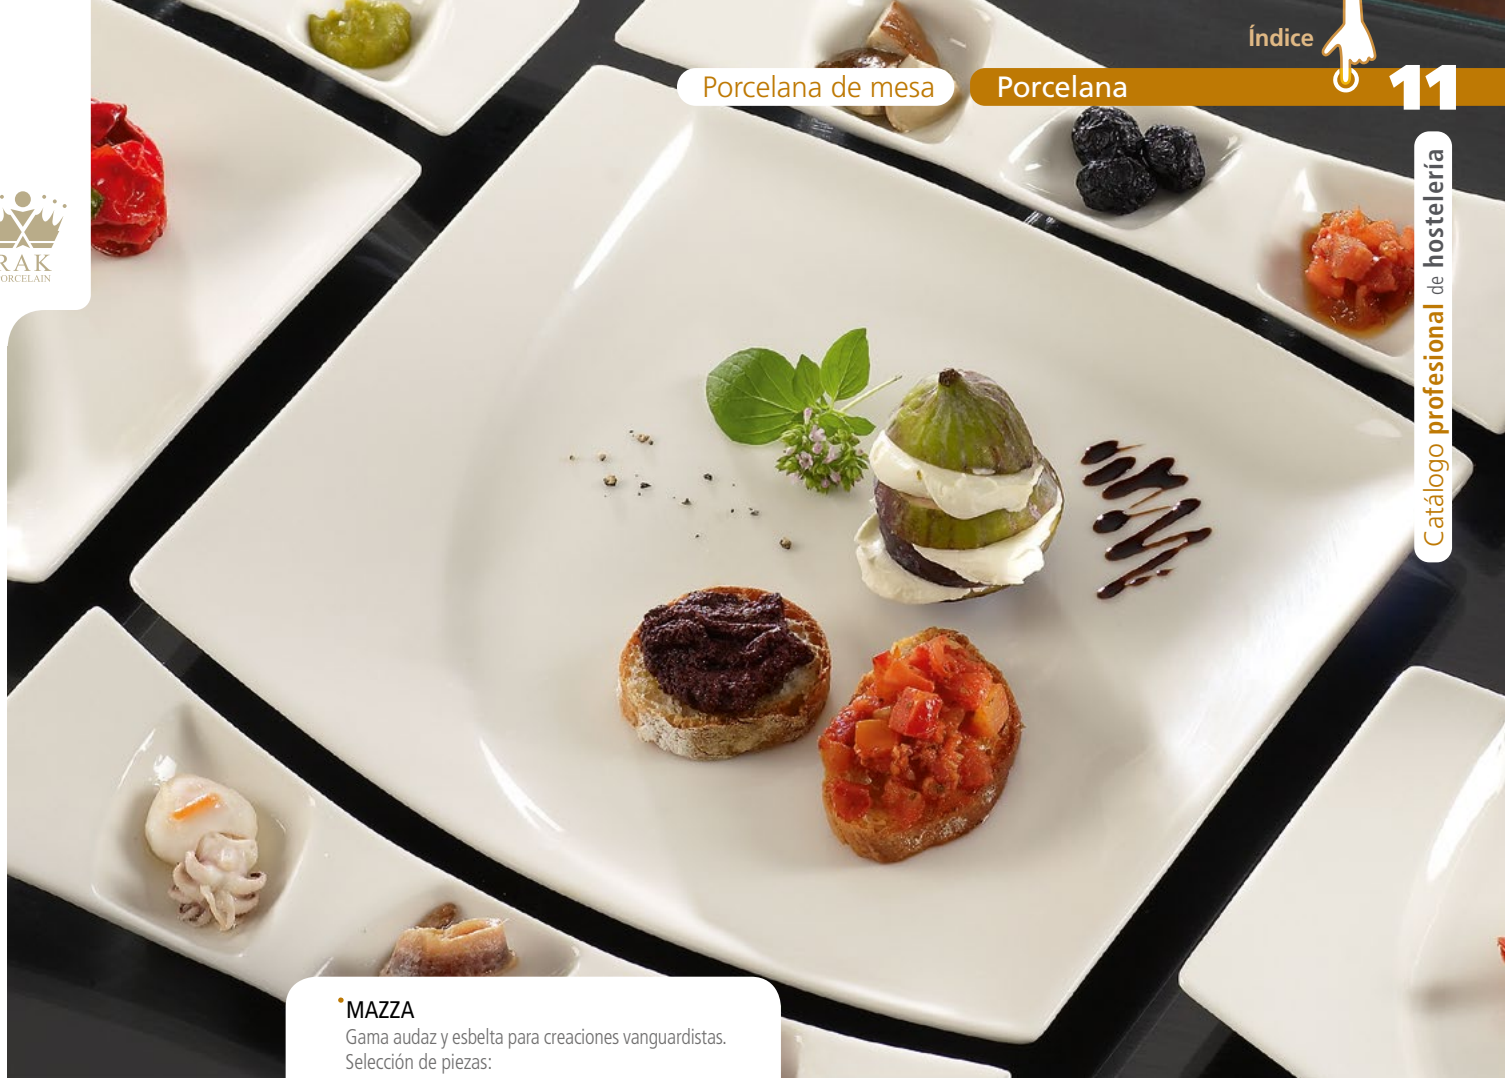 Índice
Porcelana de mesa
Porcelana
11
Catálogo profesional de hostelería
RAK
PORCELAIN
MAZZA
Gama audaz y esbelta para creaciones vanguardistas.
Selección de piezas: